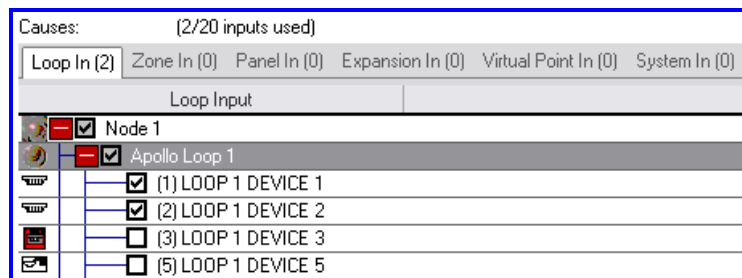 Causes: (2/20 inputs used)
Loop In (2) Zone In (0) Panel In (0) Expansion In (0) Virtual Point In (0) System In (0)
Loop Input
Node 1
Apollo Loop 1
(1) LOOP 1 DEVICE 1
(2) LOOP 1 DEVICE 2
(3) LOOP 1 DEVICE 3
(5) LOOP 1 DEVICE 5